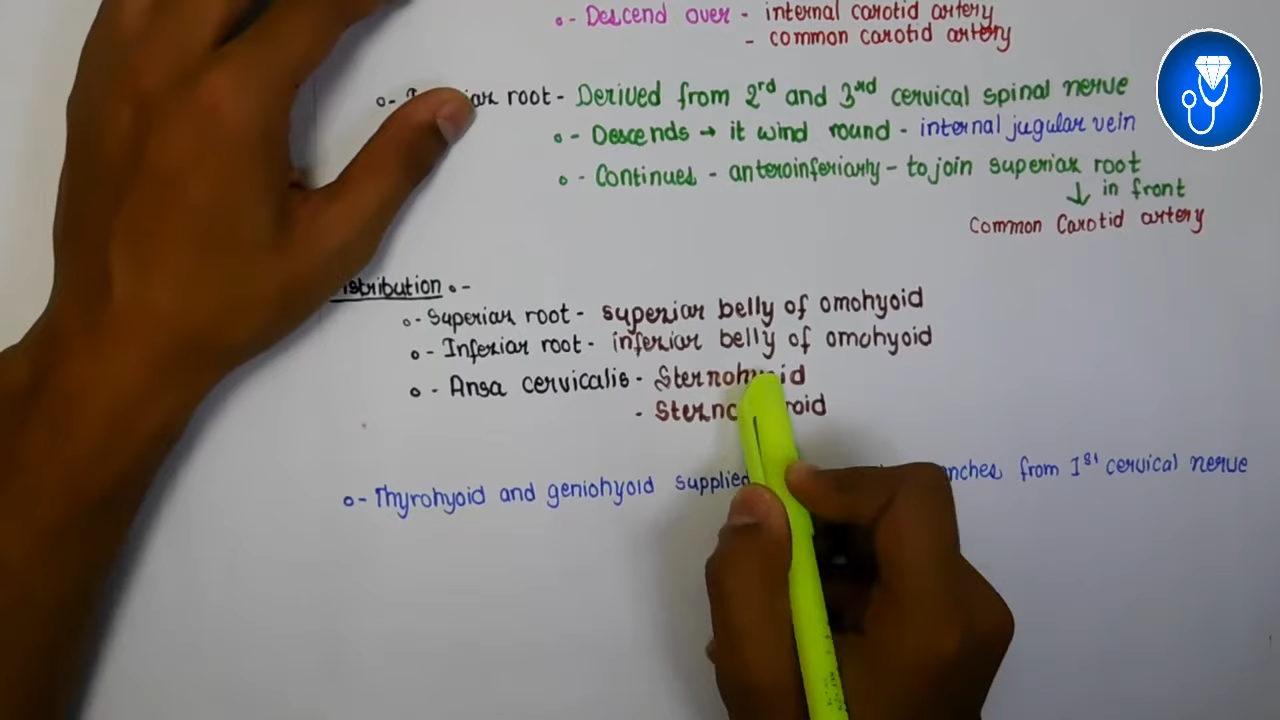 o - Descend over - internal carotid artery
- common carotid artery
o - root - Derived from 2nd and 3rd cervical spinal nerve
o - Descends → it wind round - internal jugular vein
o - Continues - anteroinferiorly - to join superior root
↓ in front
Common Carotid artery
o -
o - Superior root - superior belly of omohyoid
o - Inferior root - inferior belly of omohyoid
o - Ansa cervicalis - Sternohyoid
-
o - Thyrohyoid and geniohyoid supplied from 1st cervical nerve